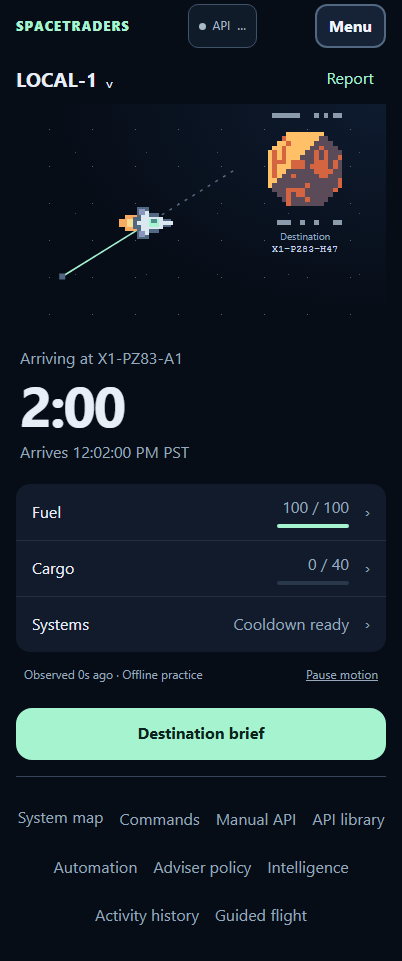 SPACETRADERS
API ...
Menu
LOCAL-1 v
Report
Destination
X1-PZ83-H47
Arriving at X1-PZ83-A1
2:00
Arrives 12:02:00 PM PST
Fuel 100 / 100 ›
Cargo 0 / 40 ›
Systems Cooldown ready ›
Observed 0s ago · Offline practice Pause motion
Destination brief
System map Commands Manual API API library
Automation Adviser policy Intelligence
Activity history Guided flight